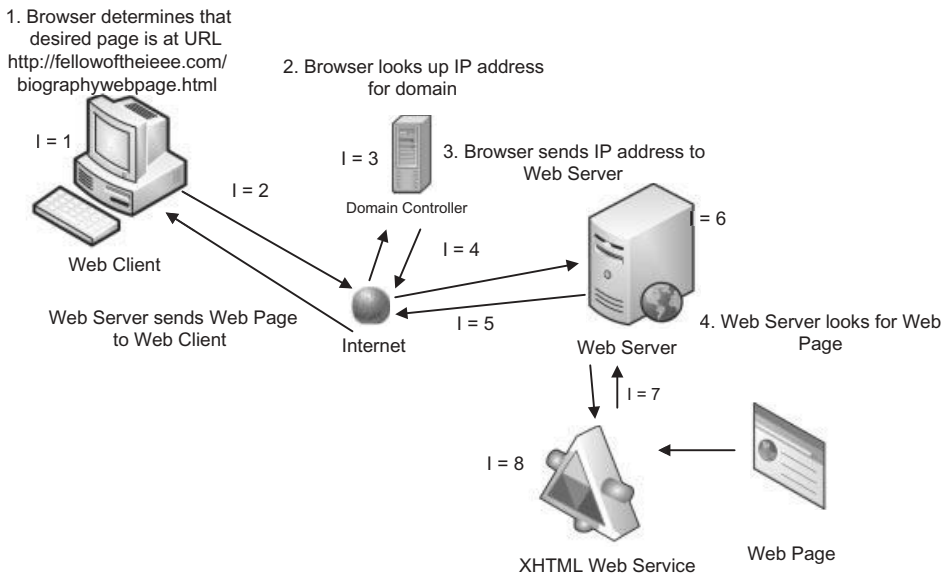 1. Browser determines that
desired page is at URL
http://fellowoftheieee.com/
biographywebpage.html
2. Browser looks up IP address
for domain
I = 1
I = 3
3. Browser sends IP address to
Web Server
I = 2
Domain Controller
I = 6
Web Client
I = 4
Web Server sends Web Page
to Web Client
I = 5
Internet
4. Web Server looks for Web
Page
Web Server
I = 7
I = 8
XHTML Web Service
Web Page